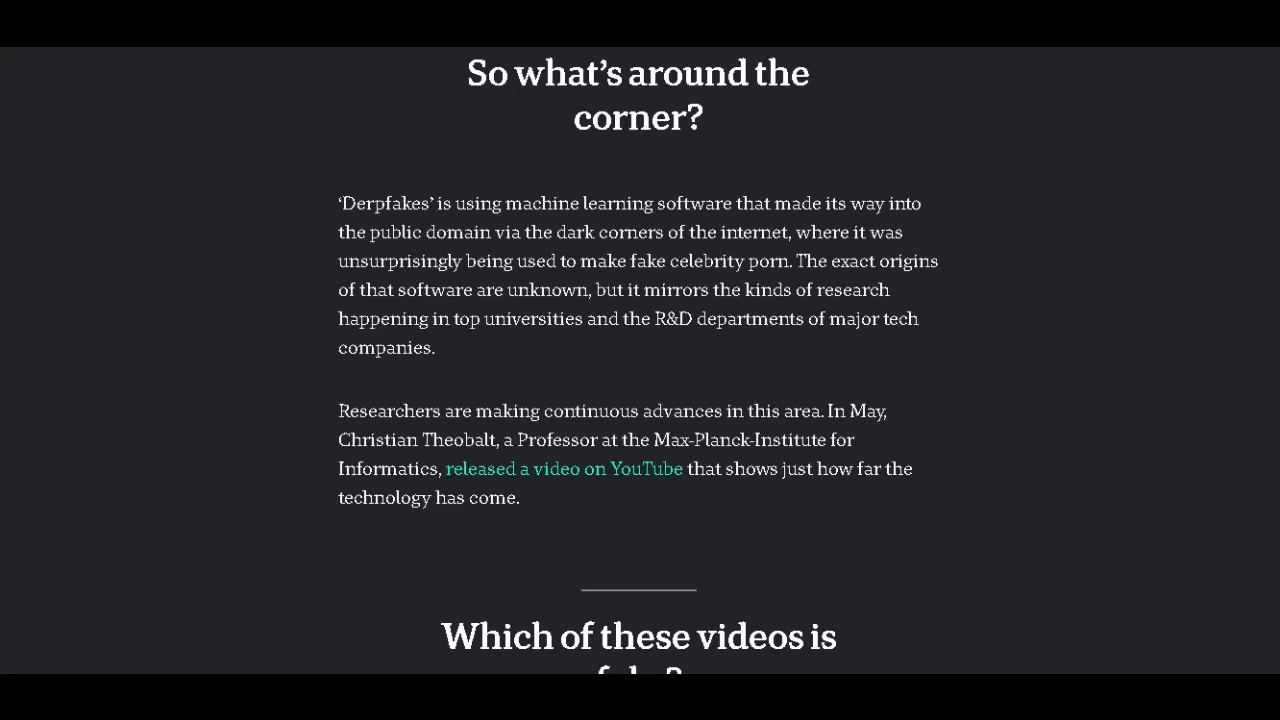 So what’s around the
corner?
‘Derpfakes’ is using machine learning software that made its way into
the public domain via the dark corners of the internet, where it was
unsurprisingly being used to make fake celebrity porn. The exact origins
of that software are unknown, but it mirrors the kinds of research
happening in top universities and the R&D departments of major tech
companies.
Researchers are making continuous advances in this area. In May,
Christian Theobalt, a Professor at the Max-Planck-Institute for
Informatics, released a video on YouTube that shows just how far the
technology has come.
Which of these videos is